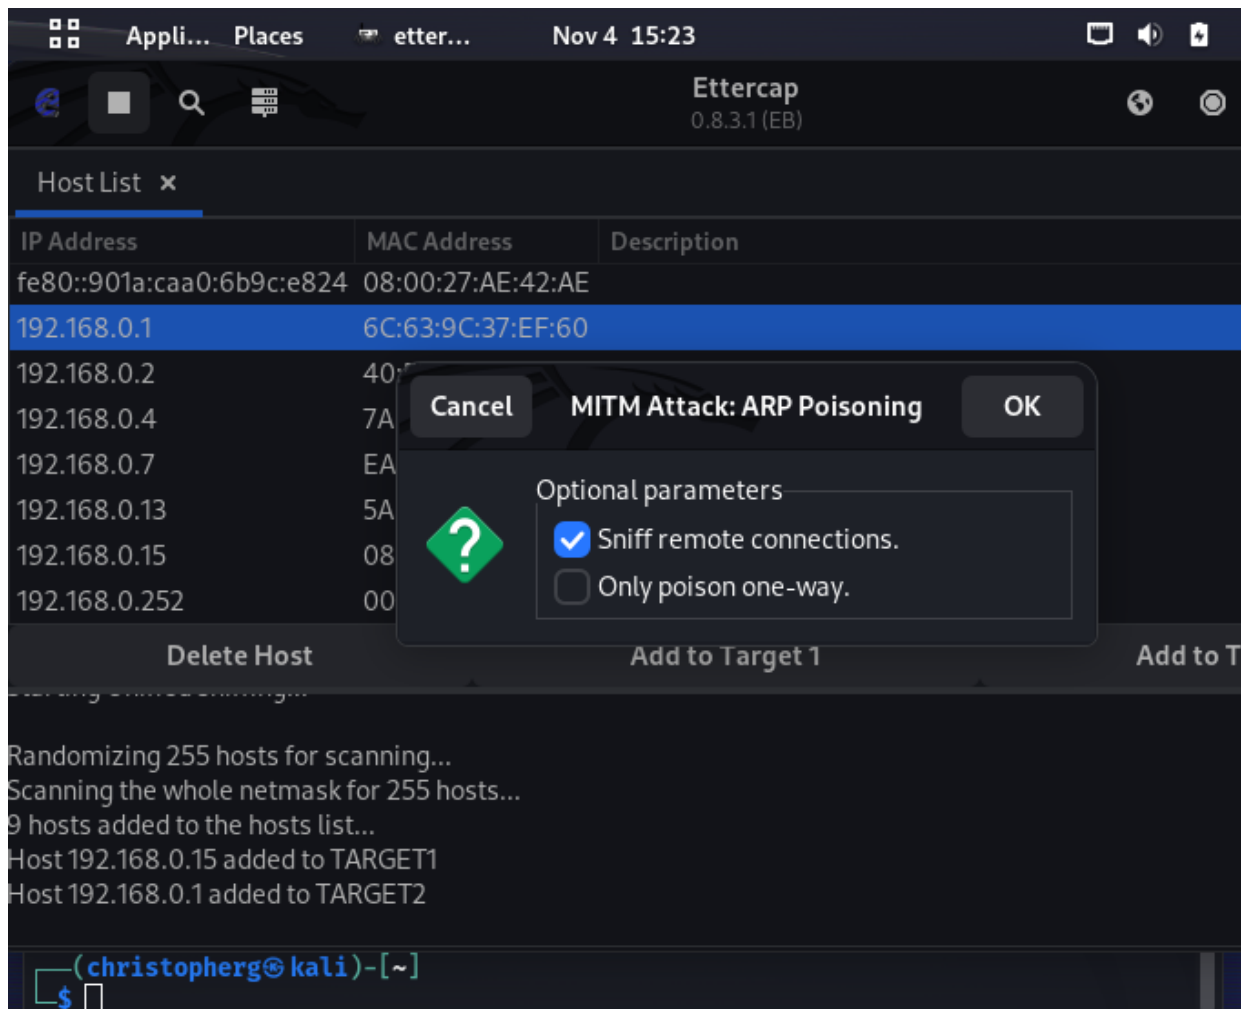 Appli... Places etter... Nov 4 15:23
Ettercap
0.8.3.1 (EB)
Host List ×
IP Address MAC Address Description
fe80::901a:caa0:6b9c:e824 08:00:27:AE:42:AE
192.168.0.1 6C:63:9C:37:EF:60
192.168.0.2 40:
192.168.0.4 7A
192.168.0.7 EA
192.168.0.13 5A
192.168.0.15 08
192.168.0.252 00
Cancel MITM Attack: ARP Poisoning OK
Optional parameters
Sniff remote connections.
Only poison one-way.
Delete Host Add to Target 1 Add to T
Randomizing 255 hosts for scanning...
Scanning the whole netmask for 255 hosts...
9 hosts added to the hosts list...
Host 192.168.0.15 added to TARGET1
Host 192.168.0.1 added to TARGET2
(christopherg㉿kali)-[~]
$